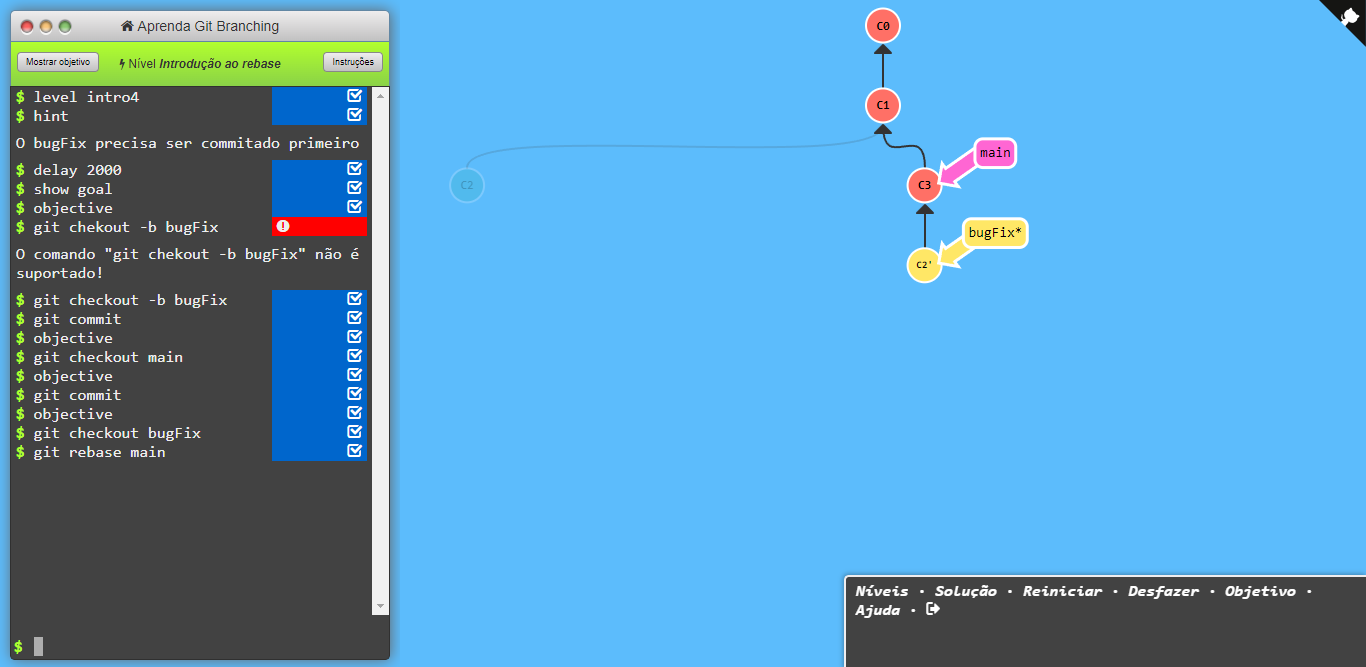 Aprenda Git Branching
Mostrar objetivo
Nível Introdução ao rebase
Instruções
$ level intro4
$ hint
O bugFix precisa ser commitado primeiro
$ delay 2000
$ show goal
$ objective
$ git chekout -b bugFix
O comando "git chekout -b bugFix" não é
suportado!
$ git checkout -b bugFix
$ git commit
$ objective
$ git checkout main
$ objective
$ git commit
$ objective
$ git checkout bugFix
$ git rebase main
$
C0
C1
C2
C3
main
C2'
bugFix*
Níveis · Solução · Reiniciar · Desfazer · Objetivo ·
Ajuda ·